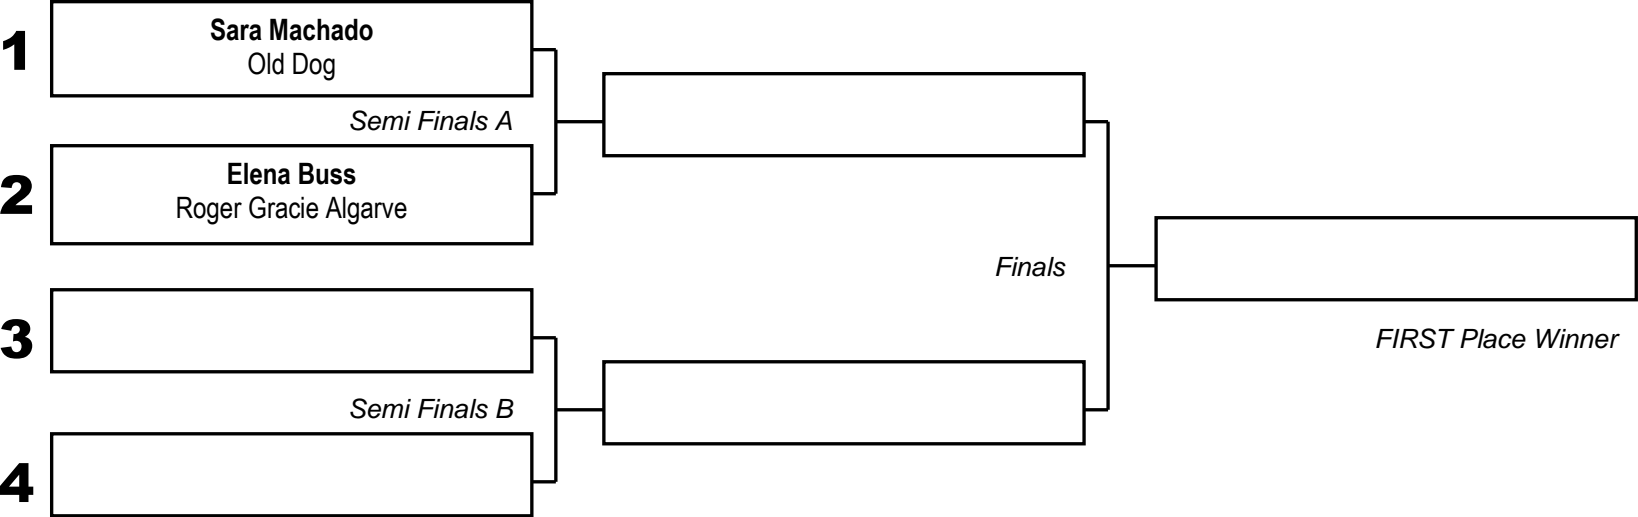 1
Sara Machado
Old Dog
Semi Finals A
2
Elena Buss
Roger Gracie Algarve
Finals
FIRST Place Winner
3
Semi Finals B
4